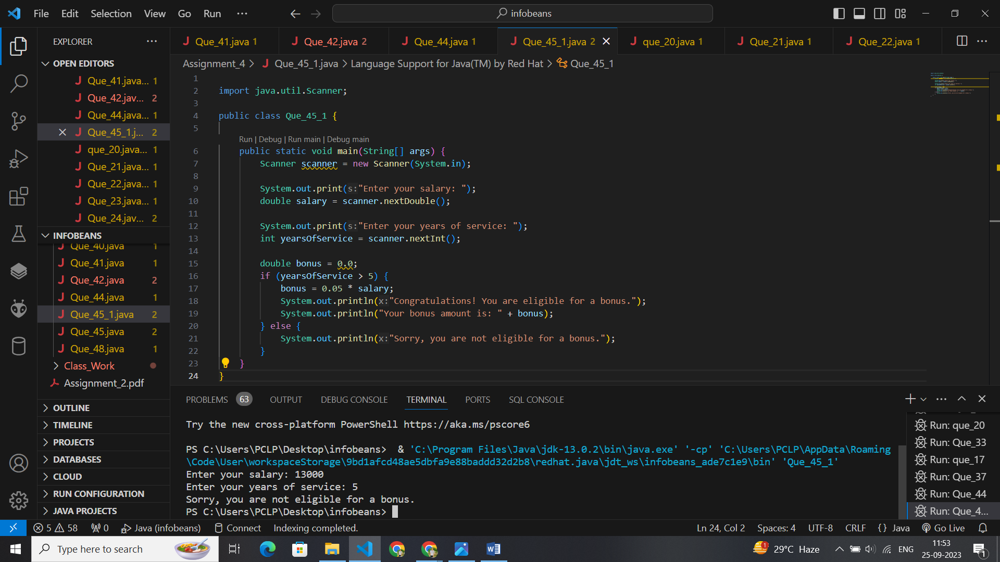 File Edit Selection View Go Run ···
infobeans
EXPLORER
Que_41.java 1
Que_42.java 2
Que_44.java 1
Que_45_1.java 2
que_20.java 1
Que_21.java 1
Que_22.java 1
OPEN EDITORS
Que_41.java... 1
Que_42.jav... 2
Que_44.java... 1
Que_45_1.j... 2
que_20.java... 1
Que_21.java... 1
Que_22.java... 1
Que_23.java... 1
Que_24.jav... 2
INFOBEANS
Que_40.java 1
Que_41.java 1
Que_42.java 2
Que_44.java 1
Que_45_1.java 2
Que_45.java 2
Que_48.java 1
Class_Work
Assignment_2.pdf
OUTLINE
TIMELINE
PROJECTS
DATABASES
CLOUD
RUN CONFIGURATION
JAVA PROJECTS
Assignment_4 > Que_45_1.java > Language Support for Java(TM) by Red Hat > Que_45_1
1
2 import java.util.Scanner;
3
4 public class Que_45_1 {
5
Run | Debug | Run main | Debug main
6 public static void main(String[] args) {
7 Scanner scanner = new Scanner(System.in);
8
9 System.out.print(s:"Enter your salary: ");
10 double salary = scanner.nextDouble();
11
12 System.out.print(s:"Enter your years of service: ");
13 int yearsOfService = scanner.nextInt();
14
15 double bonus = 0.0;
16 if (yearsOfService > 5) {
17 bonus = 0.05 * salary;
18 System.out.println(x:"Congratulations! You are eligible for a bonus.");
19 System.out.println("Your bonus amount is: " + bonus);
20 } else {
21 System.out.println(x:"Sorry, you are not eligible for a bonus.");
22 }
23 }
24 }
PROBLEMS 63 OUTPUT DEBUG CONSOLE TERMINAL PORTS SQL CONSOLE
Try the new cross-platform PowerShell https://aka.ms/pscore6
PS C:\Users\PCLP\Desktop\infobeans> & 'C:\Program Files\Java\jdk-13.0.2\bin\java.exe' '-cp' 'C:\Users\PCLP\AppData\Roaming
\Code\User\workspaceStorage\9bd1afcd48ae5dbfa9e88baddd32d2b8\redhat.java\jdt_ws\infobeans_ade7c1e9\bin' 'Que_45_1'
Enter your salary: 13000
Enter your years of service: 5
Sorry, you are not eligible for a bonus.
PS C:\Users\PCLP\Desktop\infobeans>
Run: que_20
Run: Que_33
Run: que_17
Run: Que_37
Run: Que_44
Run: Que_4...
5 58 0 Java (infobeans) Connect Indexing completed.
Ln 24, Col 2 Spaces: 4 UTF-8 CRLF {} Java Go Live
Type here to search
1 29°C Haze ENG
11:53
25-09-2023
1